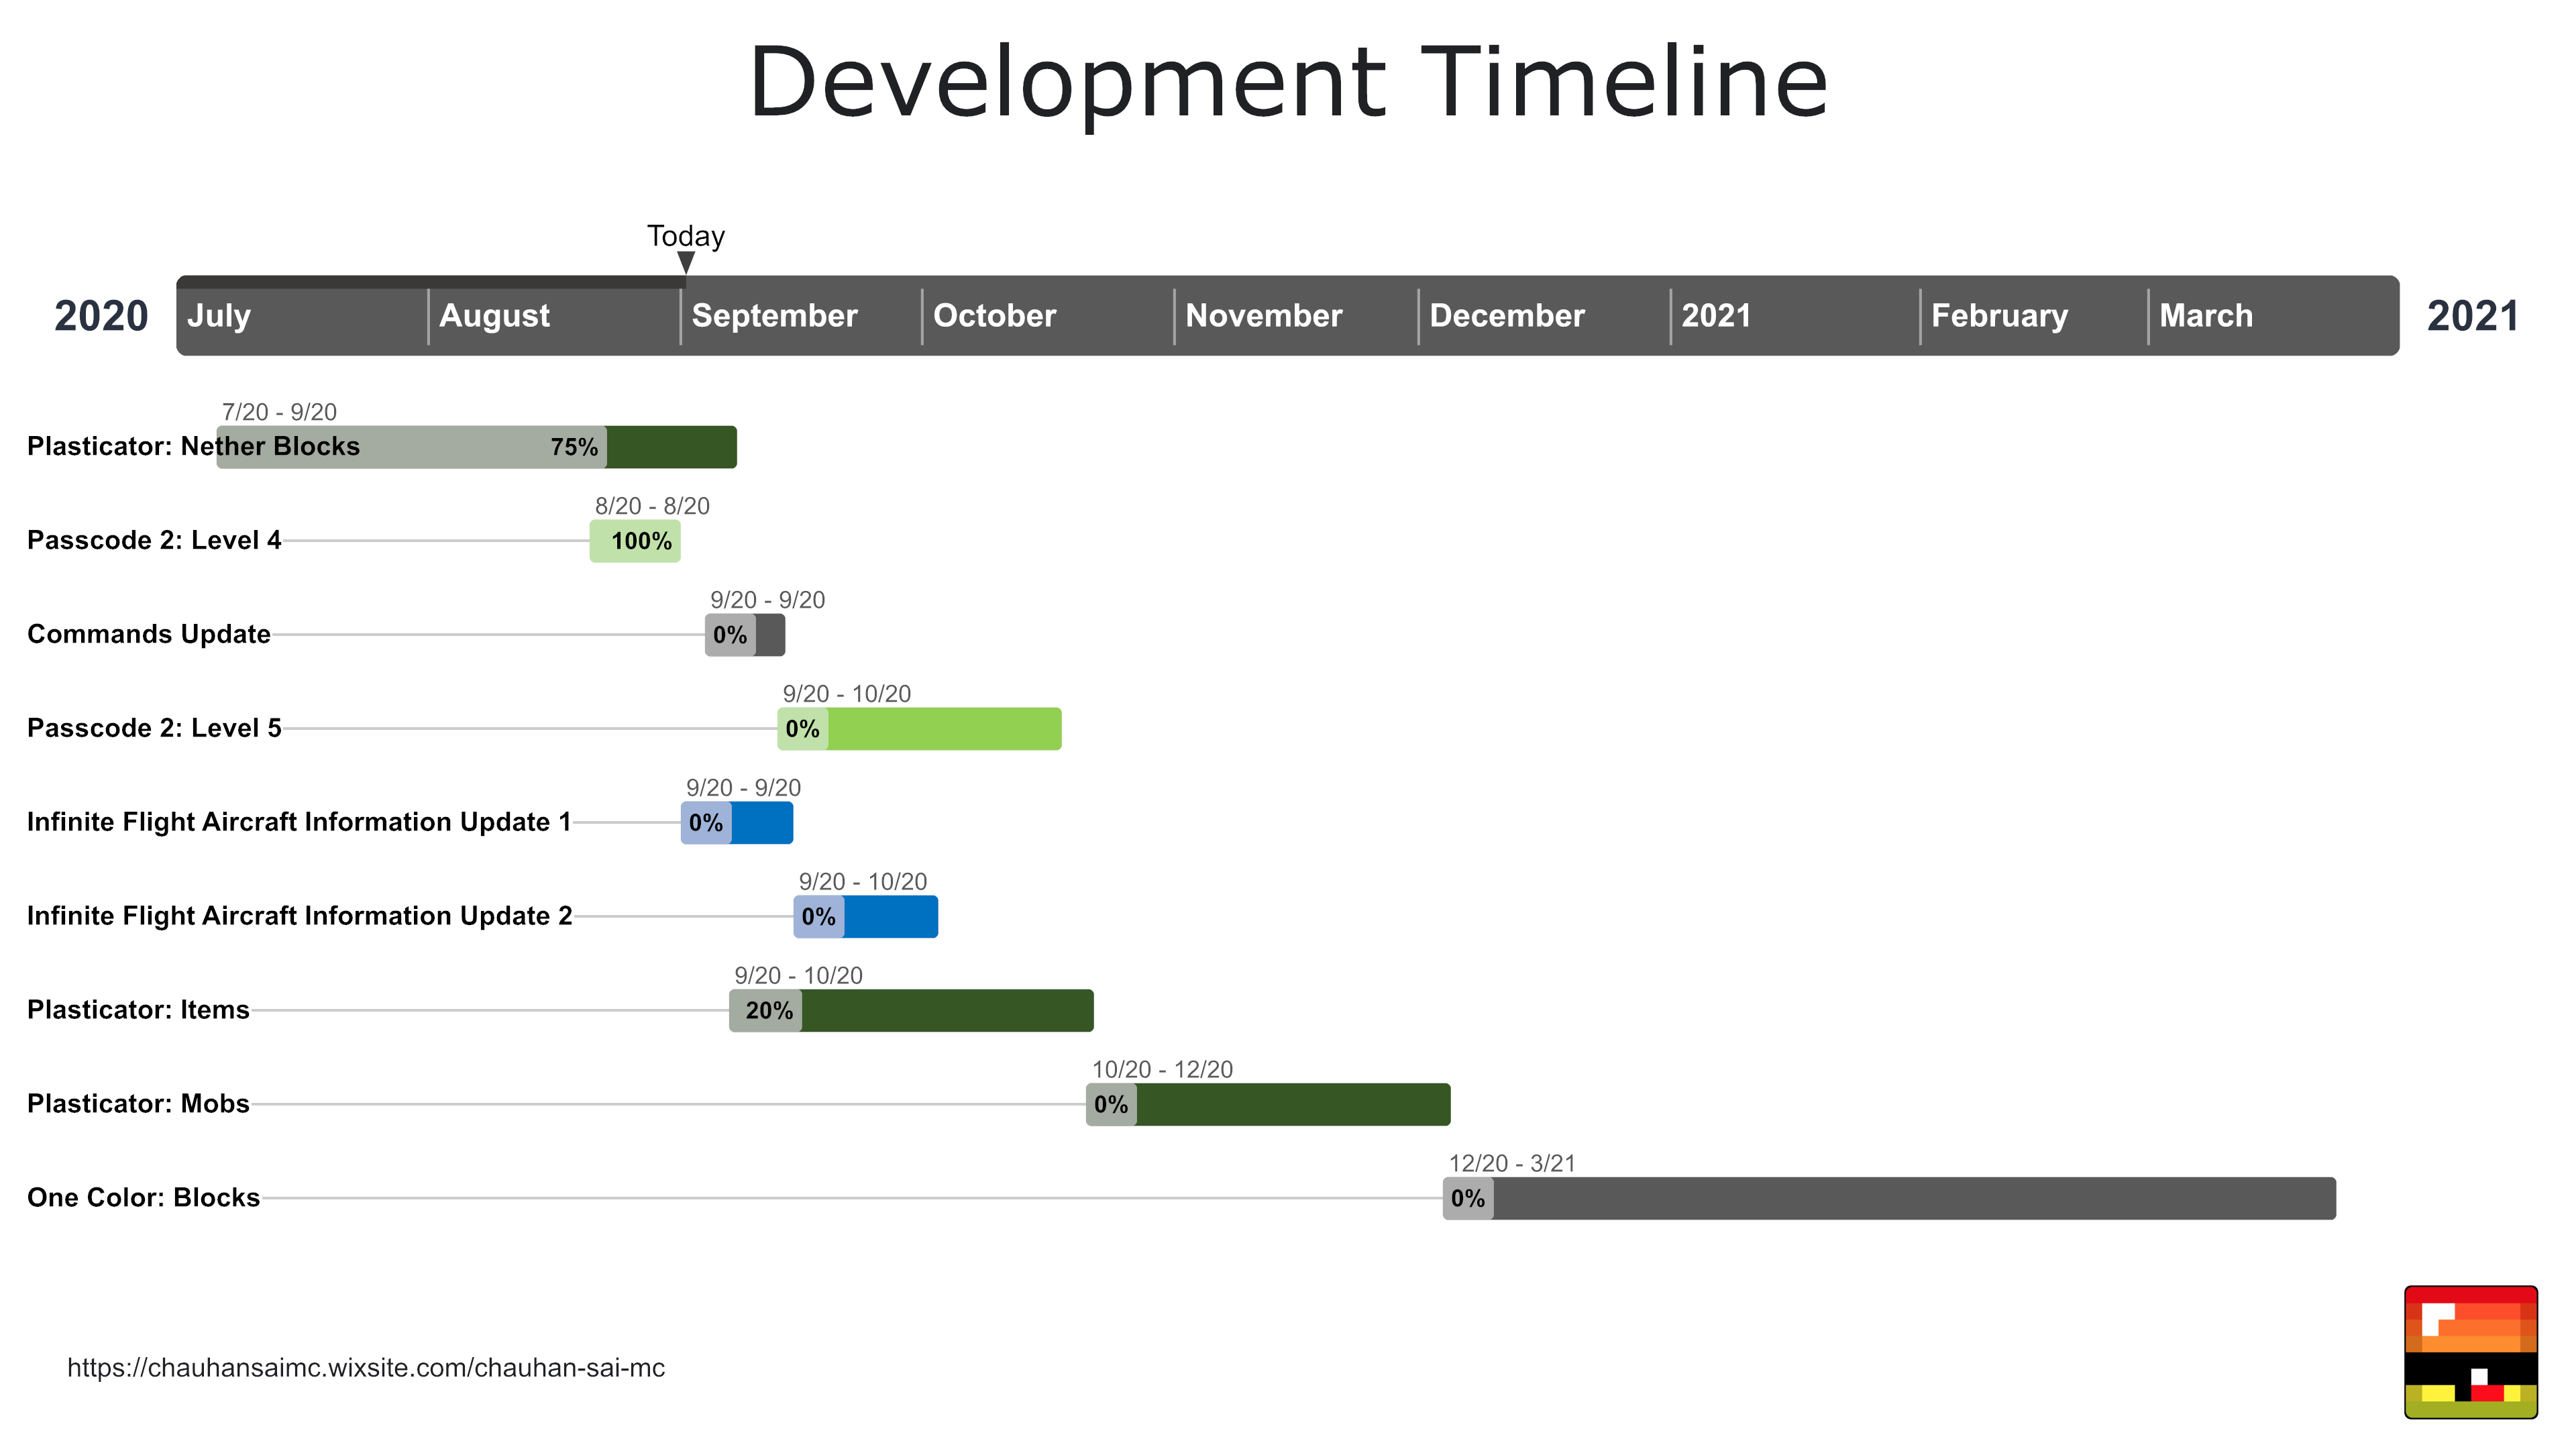 Development Timeline
Today
2020 July August September October November December 2021 February March 2021
7/20 - 9/20
Plasticator: Nether Blocks 75%
8/20 - 8/20
Passcode 2: Level 4 100%
9/20 - 9/20
Commands Update 0%
9/20 - 10/20
Passcode 2: Level 5 0%
9/20 - 9/20
Infinite Flight Aircraft Information Update 1 0%
9/20 - 10/20
Infinite Flight Aircraft Information Update 2 0%
9/20 - 10/20
Plasticator: Items 20%
10/20 - 12/20
Plasticator: Mobs 0%
12/20 - 3/21
One Color: Blocks 0%
https://chauhansaimc.wixsite.com/chauhan-sai-mc